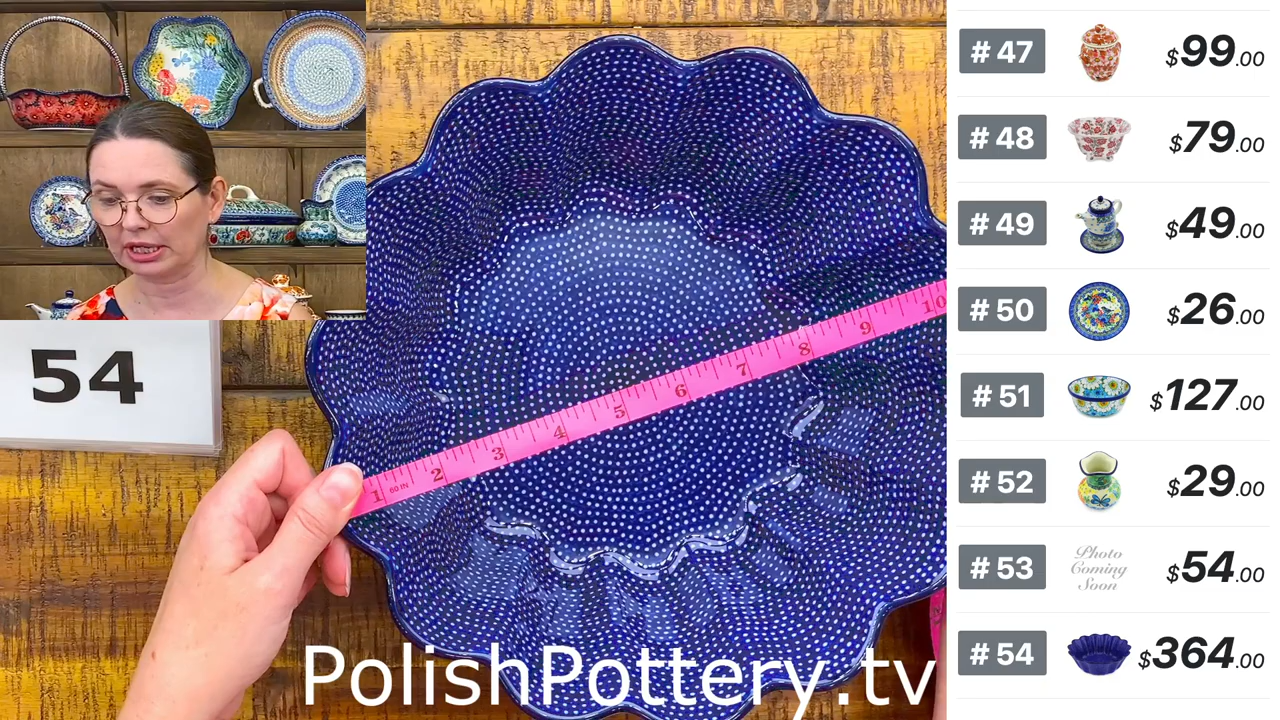 54
1 2 3 4 5 6 7 8 9 10
60 IN
PolishPottery.tv
# 47 $99.00
# 48 $79.00
# 49 $49.00
# 50 $26.00
# 51 $127.00
# 52 $29.00
# 53 Photo Coming Soon $54.00
# 54 $364.00